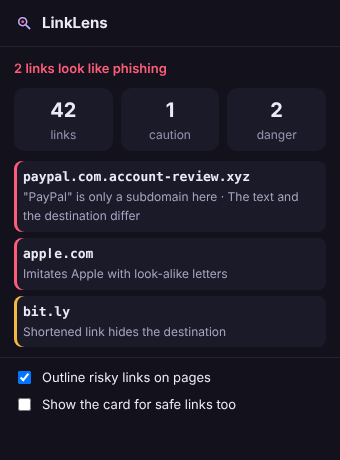 LinkLens
2 links look like phishing
42
links
1
caution
2
danger
paypal.com.account-review.xyz
"PayPal" is only a subdomain here · The text and
the destination differ
apple.com
Imitates Apple with look-alike letters
bit.ly
Shortened link hides the destination
Outline risky links on pages
Show the card for safe links too